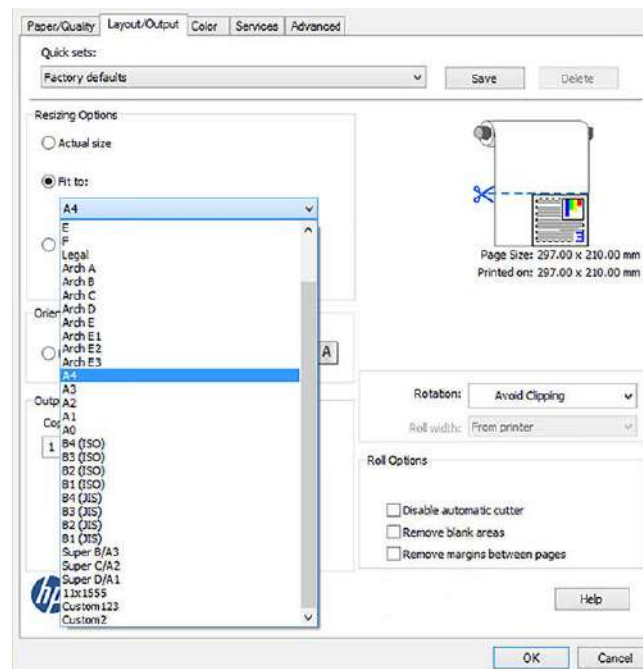 Paper/Quality Layout/Output Color Services Advanced
Quick sets:
Factory defaults Save Delete
Resizing Options
Actual size
Fit to:
A4
E
F
Legal
Arch A
Arch B
Arch C
Arch D
Arch E
Arch E1
Arch E2
Arch E3
A4
A3
A2
A1
A0
B4 (ISO)
B3 (ISO)
B2 (ISO)
B1 (ISO)
B4 (JIS)
B3 (JIS)
B2 (JIS)
B1 (JIS)
Super B/A3
Super C/A2
Super D/A1
11x1555
Custom123
Custom2
Page Size: 297.00 x 210.00 mm
Printed on: 297.00 x 210.00 mm
Orien
A
Outp
Cop
1
hp
Rotation: Avoid Clipping
Roll width: From printer
Roll Options
Disable automatic cutter
Remove blank areas
Remove margins between pages
Help
OK Cancel